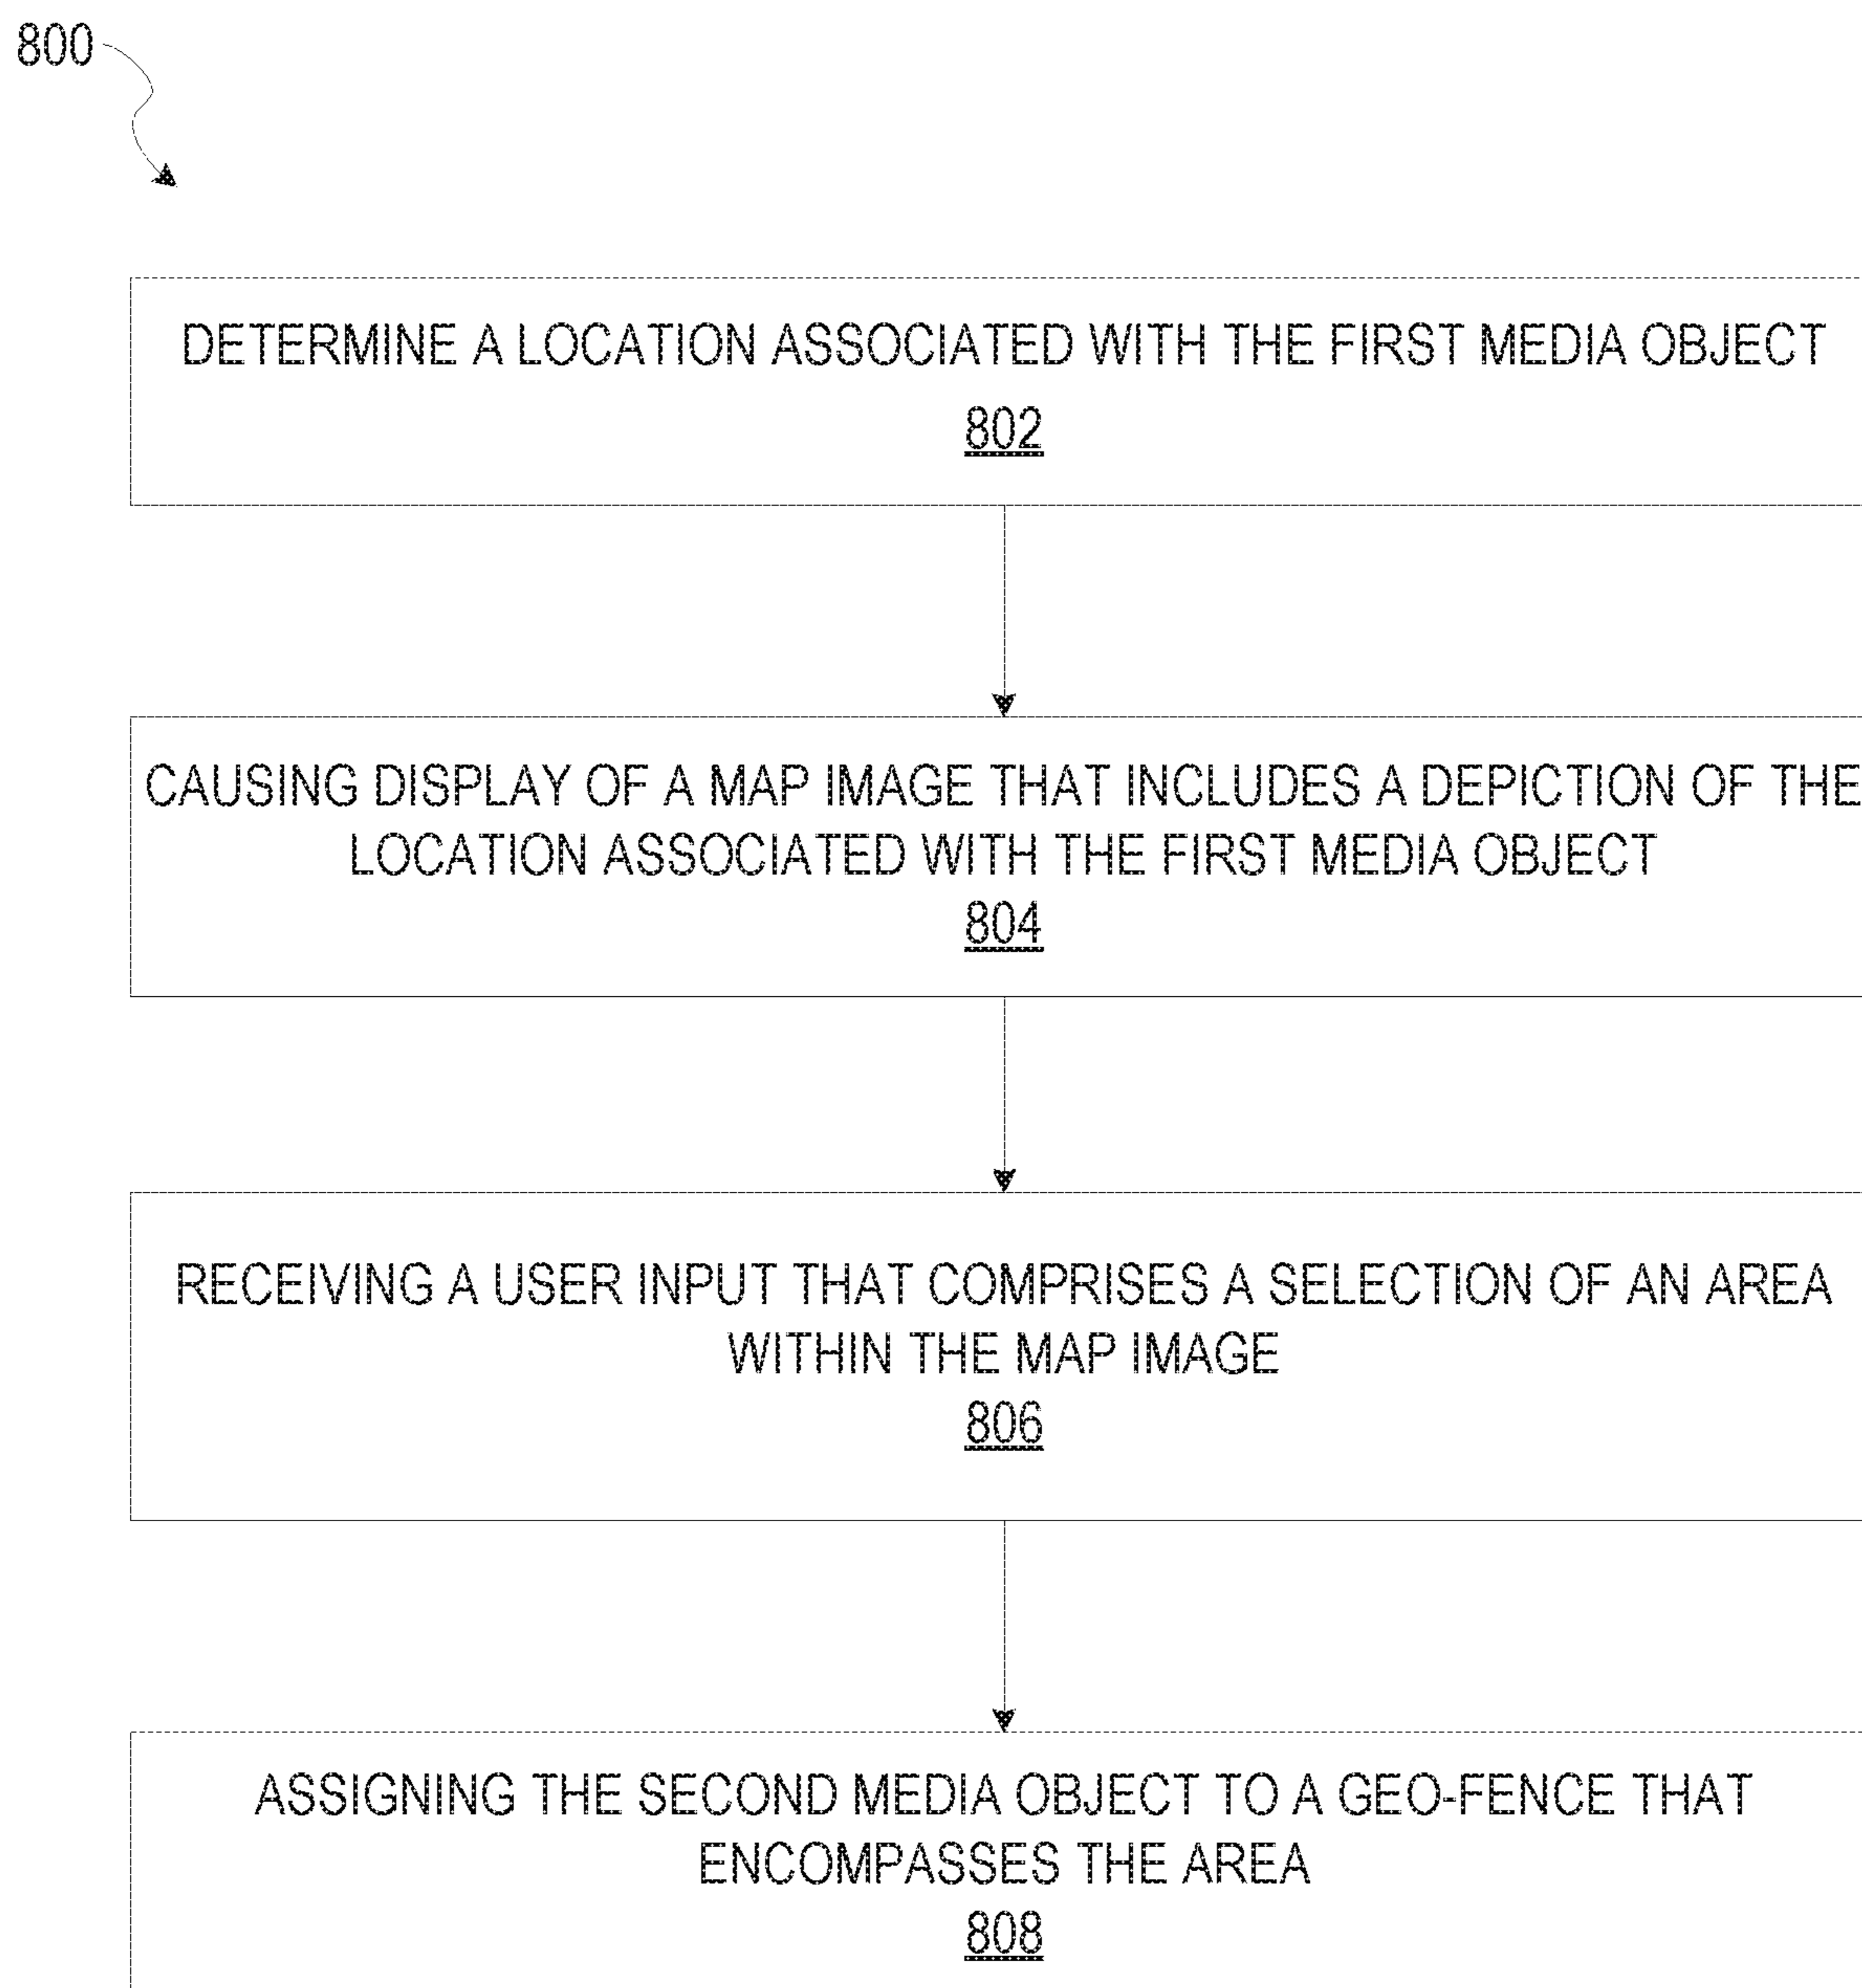 800
DETERMINE A LOCATION ASSOCIATED WITH THE FIRST MEDIA OBJECT
802
CAUSING DISPLAY OF A MAP IMAGE THAT INCLUDES A DEPICTION OF THE
LOCATION ASSOCIATED WITH THE FIRST MEDIA OBJECT
804
RECEIVING A USER INPUT THAT COMPRISES A SELECTION OF AN AREA
WITHIN THE MAP IMAGE
806
ASSIGNING THE SECOND MEDIA OBJECT TO A GEO-FENCE THAT
ENCOMPASSES THE AREA
808